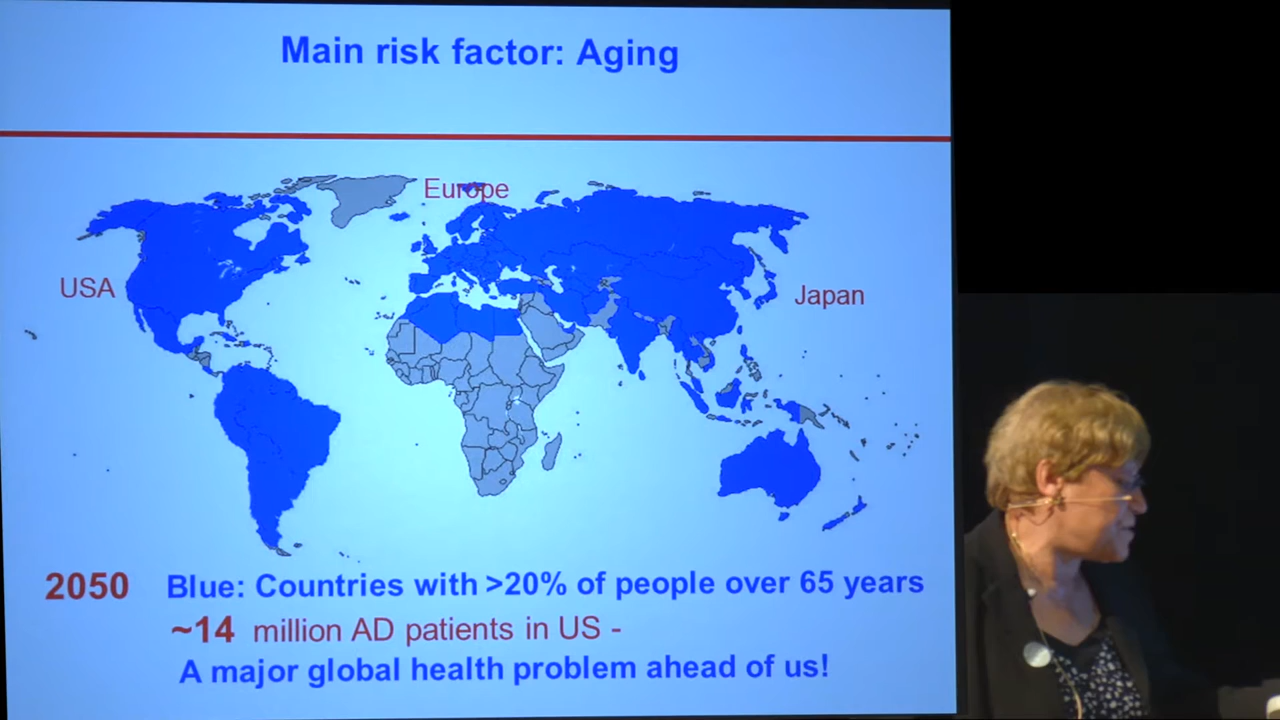 Main risk factor: Aging
Europe
USA
Japan
2050 Blue: Countries with >20% of people over 65 years
~14 million AD patients in US -
A major global health problem ahead of us!